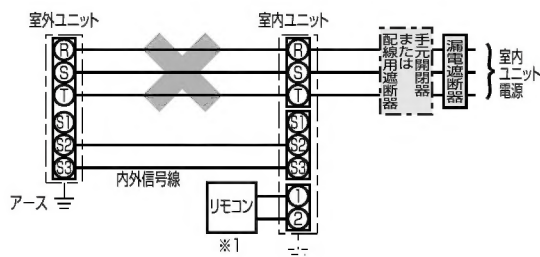 室外ユニット
室内ユニット
R
S
T
S1
S2
S3
R
S
T
S1
S2
S3
1
2
手元開閉器
または
配線用遮断器
漏電遮断器
室内
ユニット
電源
内外信号線
アース
リモコン
※1